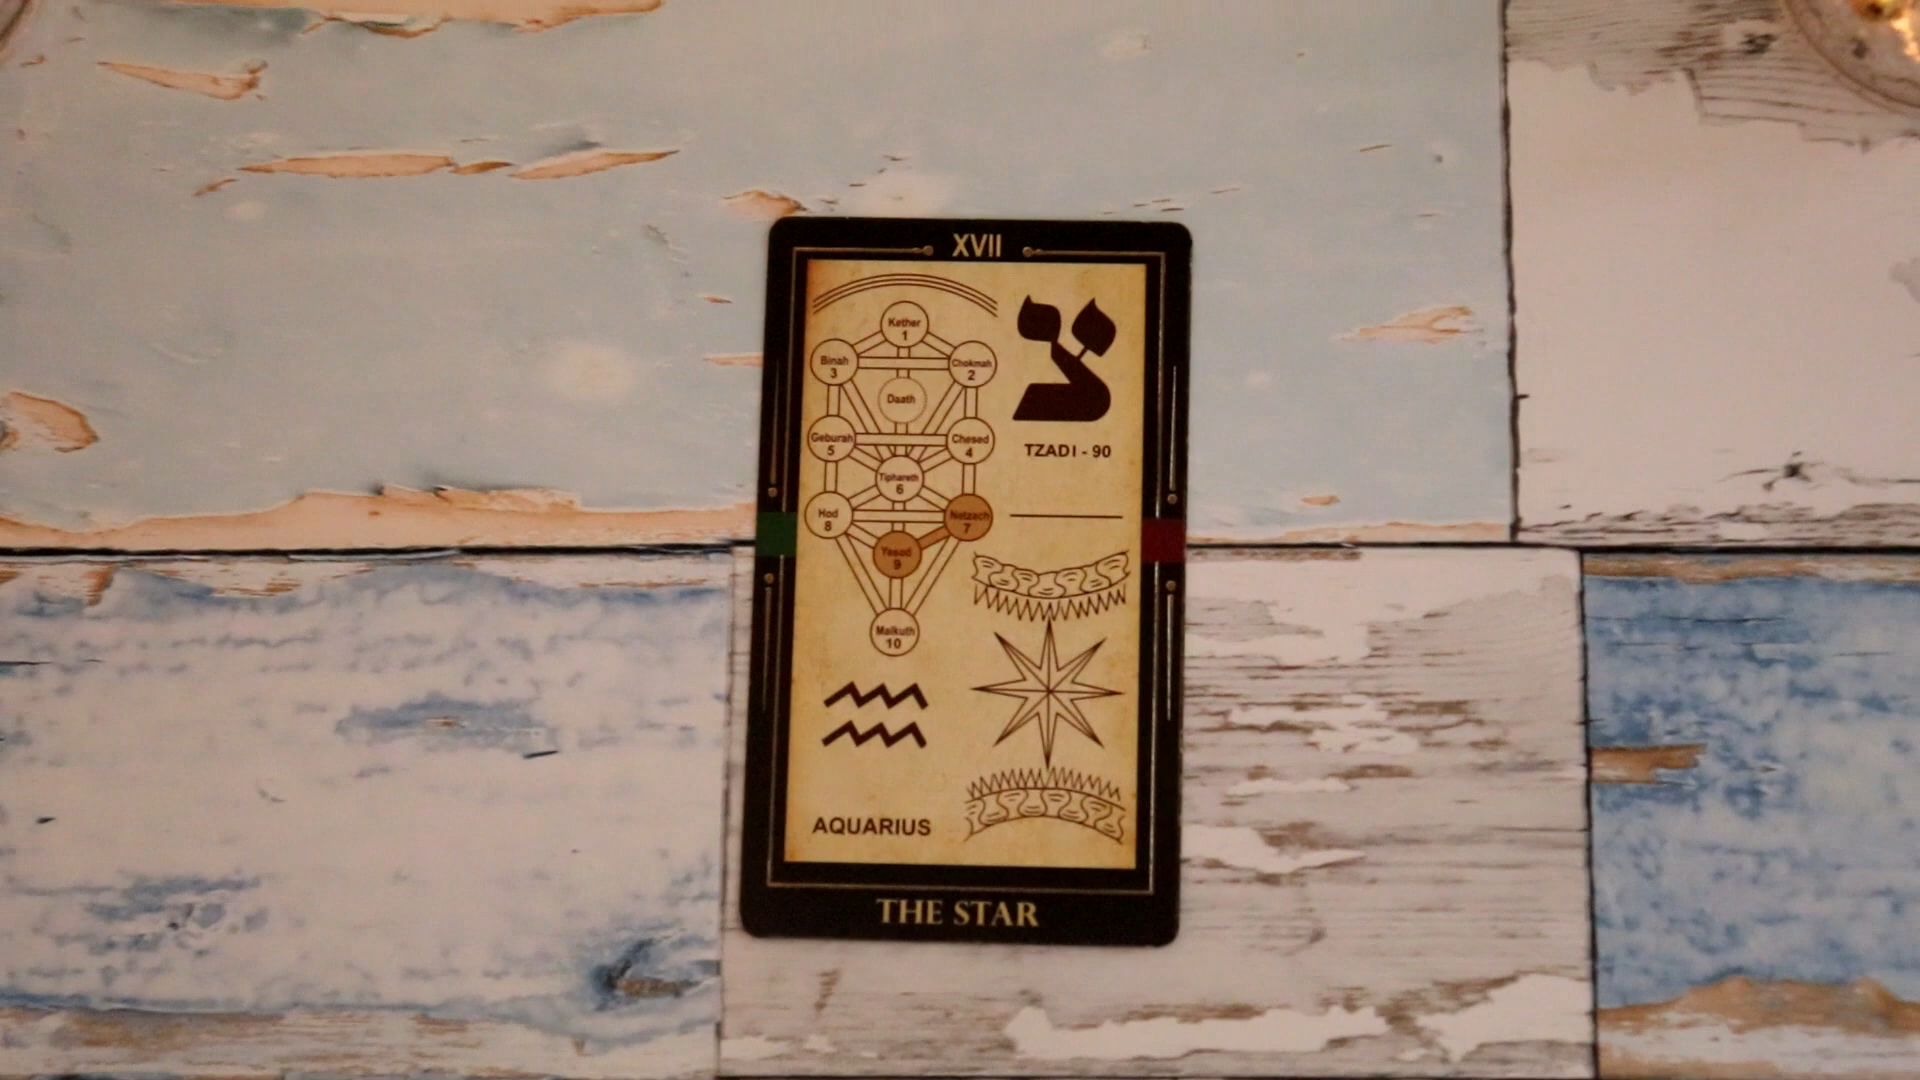 XVII
Kether
1
Binah
3
Chokmah
2
Daath
Geburah
5
Chesed
4
Tiphareth
6
Hod
8
Netzach
7
Yesod
9
Malkuth
10
צ
TZADI - 90
AQUARIUS
THE STAR